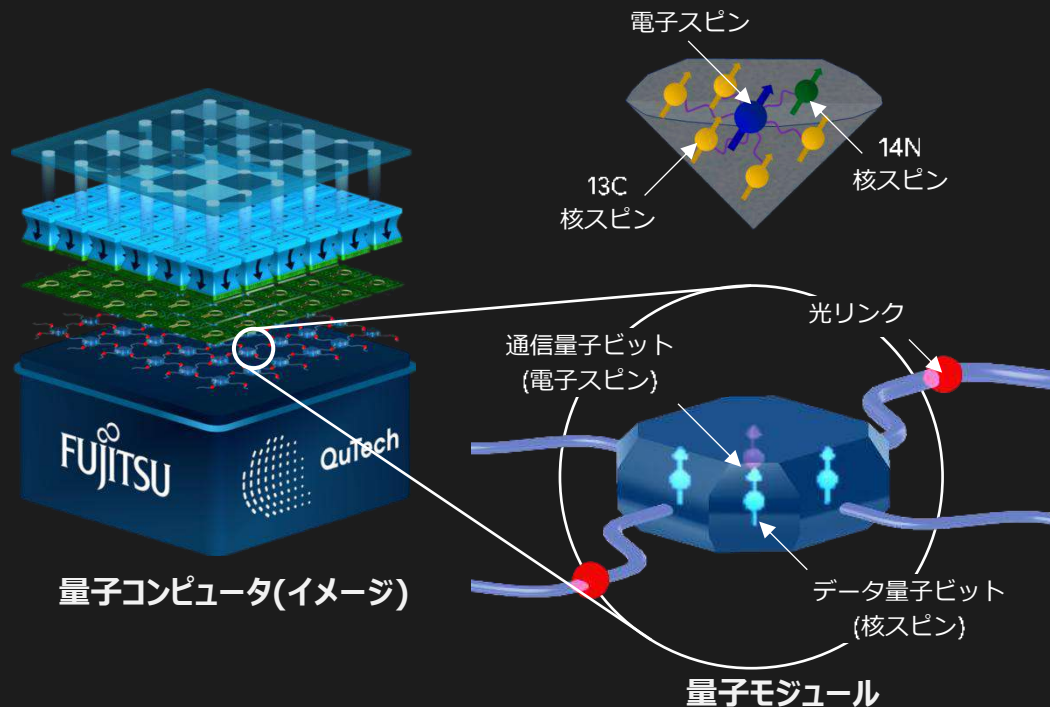 電子スピン
14N
核スピン
13C
核スピン
光リンク
通信量子ビット
(電子スピン)
FUJITSU
QuTech
データ量子ビット
(核スピン)
量子コンピュータ(イメージ)
量子モジュール